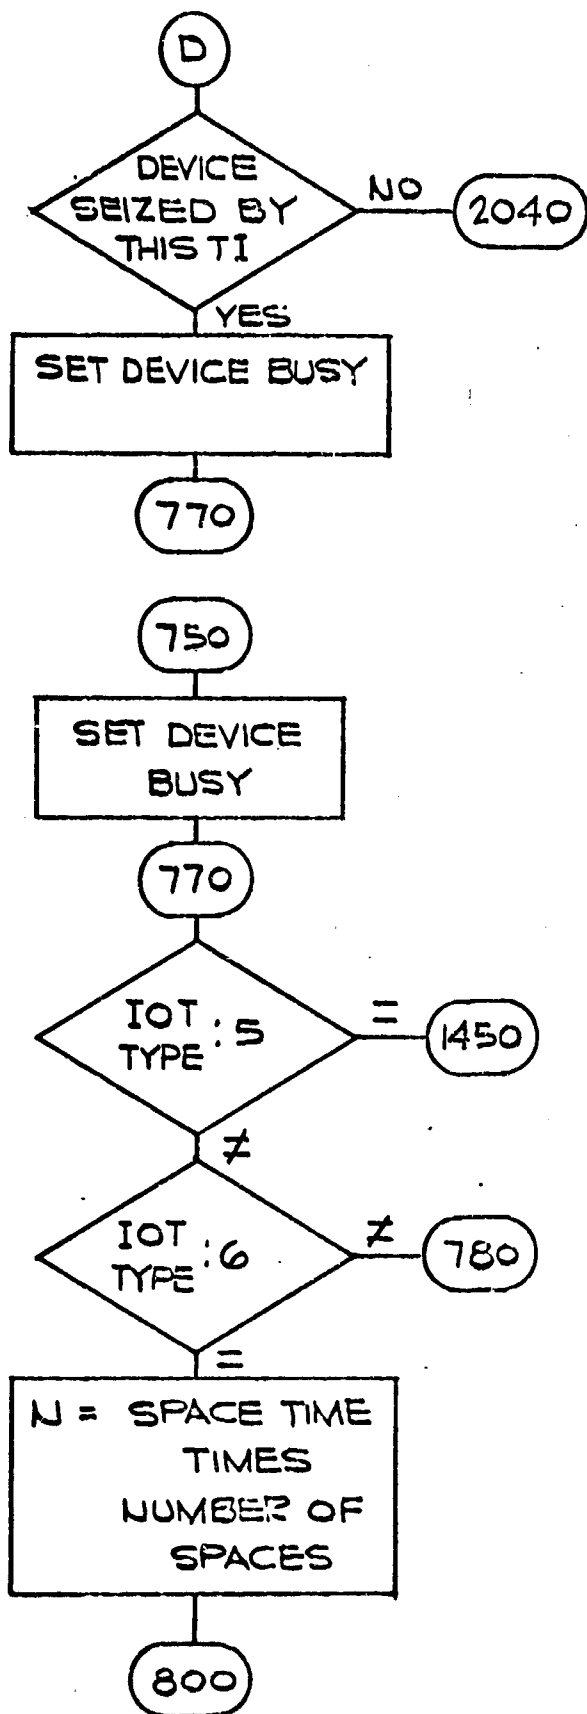 D
DEVICE
SEIZED BY
THIS TI
NO
2040
YES
SET DEVICE BUSY
770
750
SET DEVICE
BUSY
770
IOT
TYPE : 5
=
1450
≠
IOT
TYPE : 6
≠
780
=
N = SPACE TIME
TIMES
NUMBER OF
SPACES
800